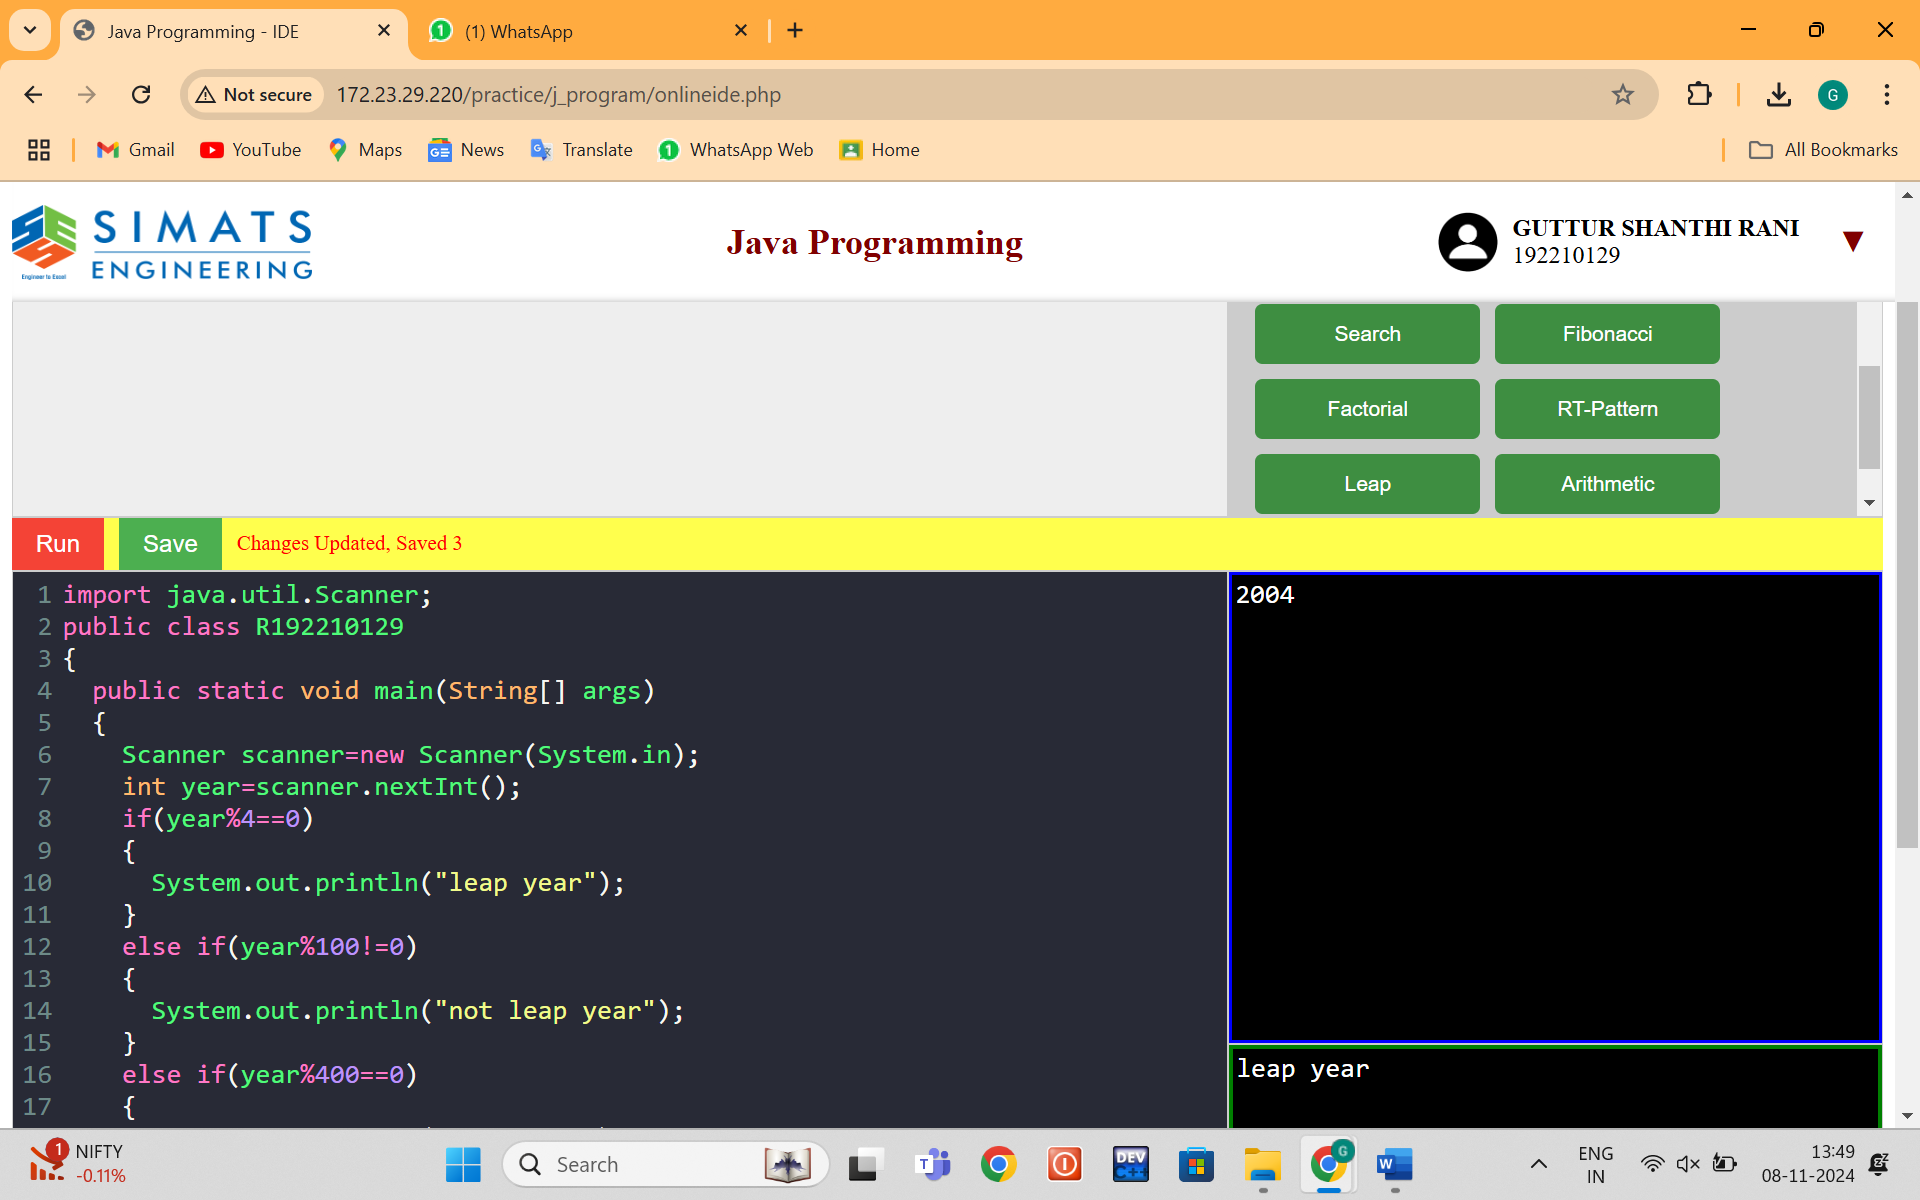 Java Programming - IDE
(1) WhatsApp
Not secure
172.23.29.220/practice/j_program/onlineide.php
G
Gmail
YouTube
Maps
News
Translate
WhatsApp Web
Home
All Bookmarks
SIMATS
ENGINEERING
Engineer to Excel
Java Programming
GUTTUR SHANTHI RANI
192210129
Search
Fibonacci
Factorial
RT-Pattern
Leap
Arithmetic
Run
Save
Changes Updated, Saved 3
1 import java.util.Scanner;
2 public class R192210129
3 {
4 public static void main(String[] args)
5 {
6 Scanner scanner=new Scanner(System.in);
7 int year=scanner.nextInt();
8 if(year%4==0)
9 {
10 System.out.println("leap year");
11 }
12 else if(year%100!=0)
13 {
14 System.out.println("not leap year");
15 }
16 else if(year%400==0)
17 {
2004
leap year
1
NIFTY
-0.11%
Search
DEV
C++
G
ENG
IN
13:49
08-11-2024